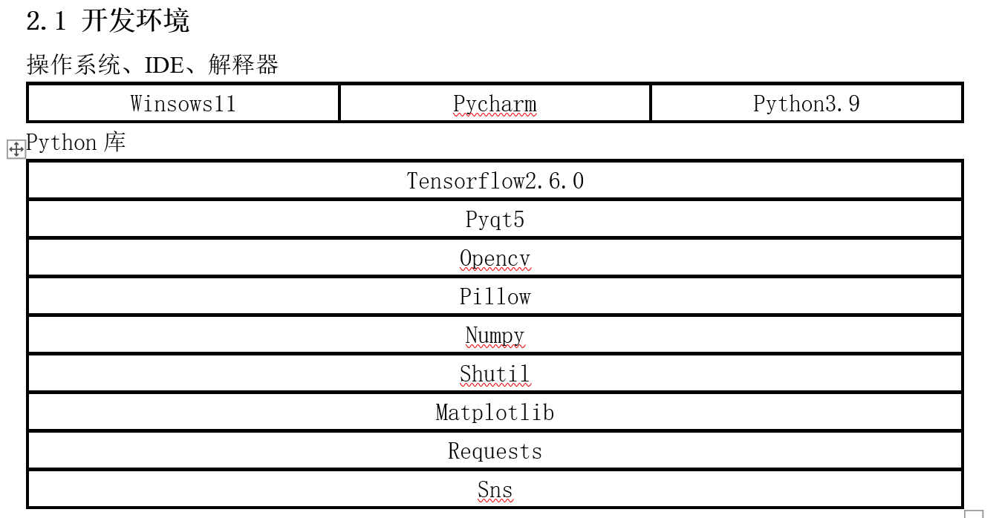 2.1 开发环境
操作系统、IDE、解释器
Winsows11 Pycharm Python3.9
Python 库
Tensorflow2.6.0
Pyqt5
Opencv
Pillow
Numpy
Shutil
Matplotlib
Requests
Sns